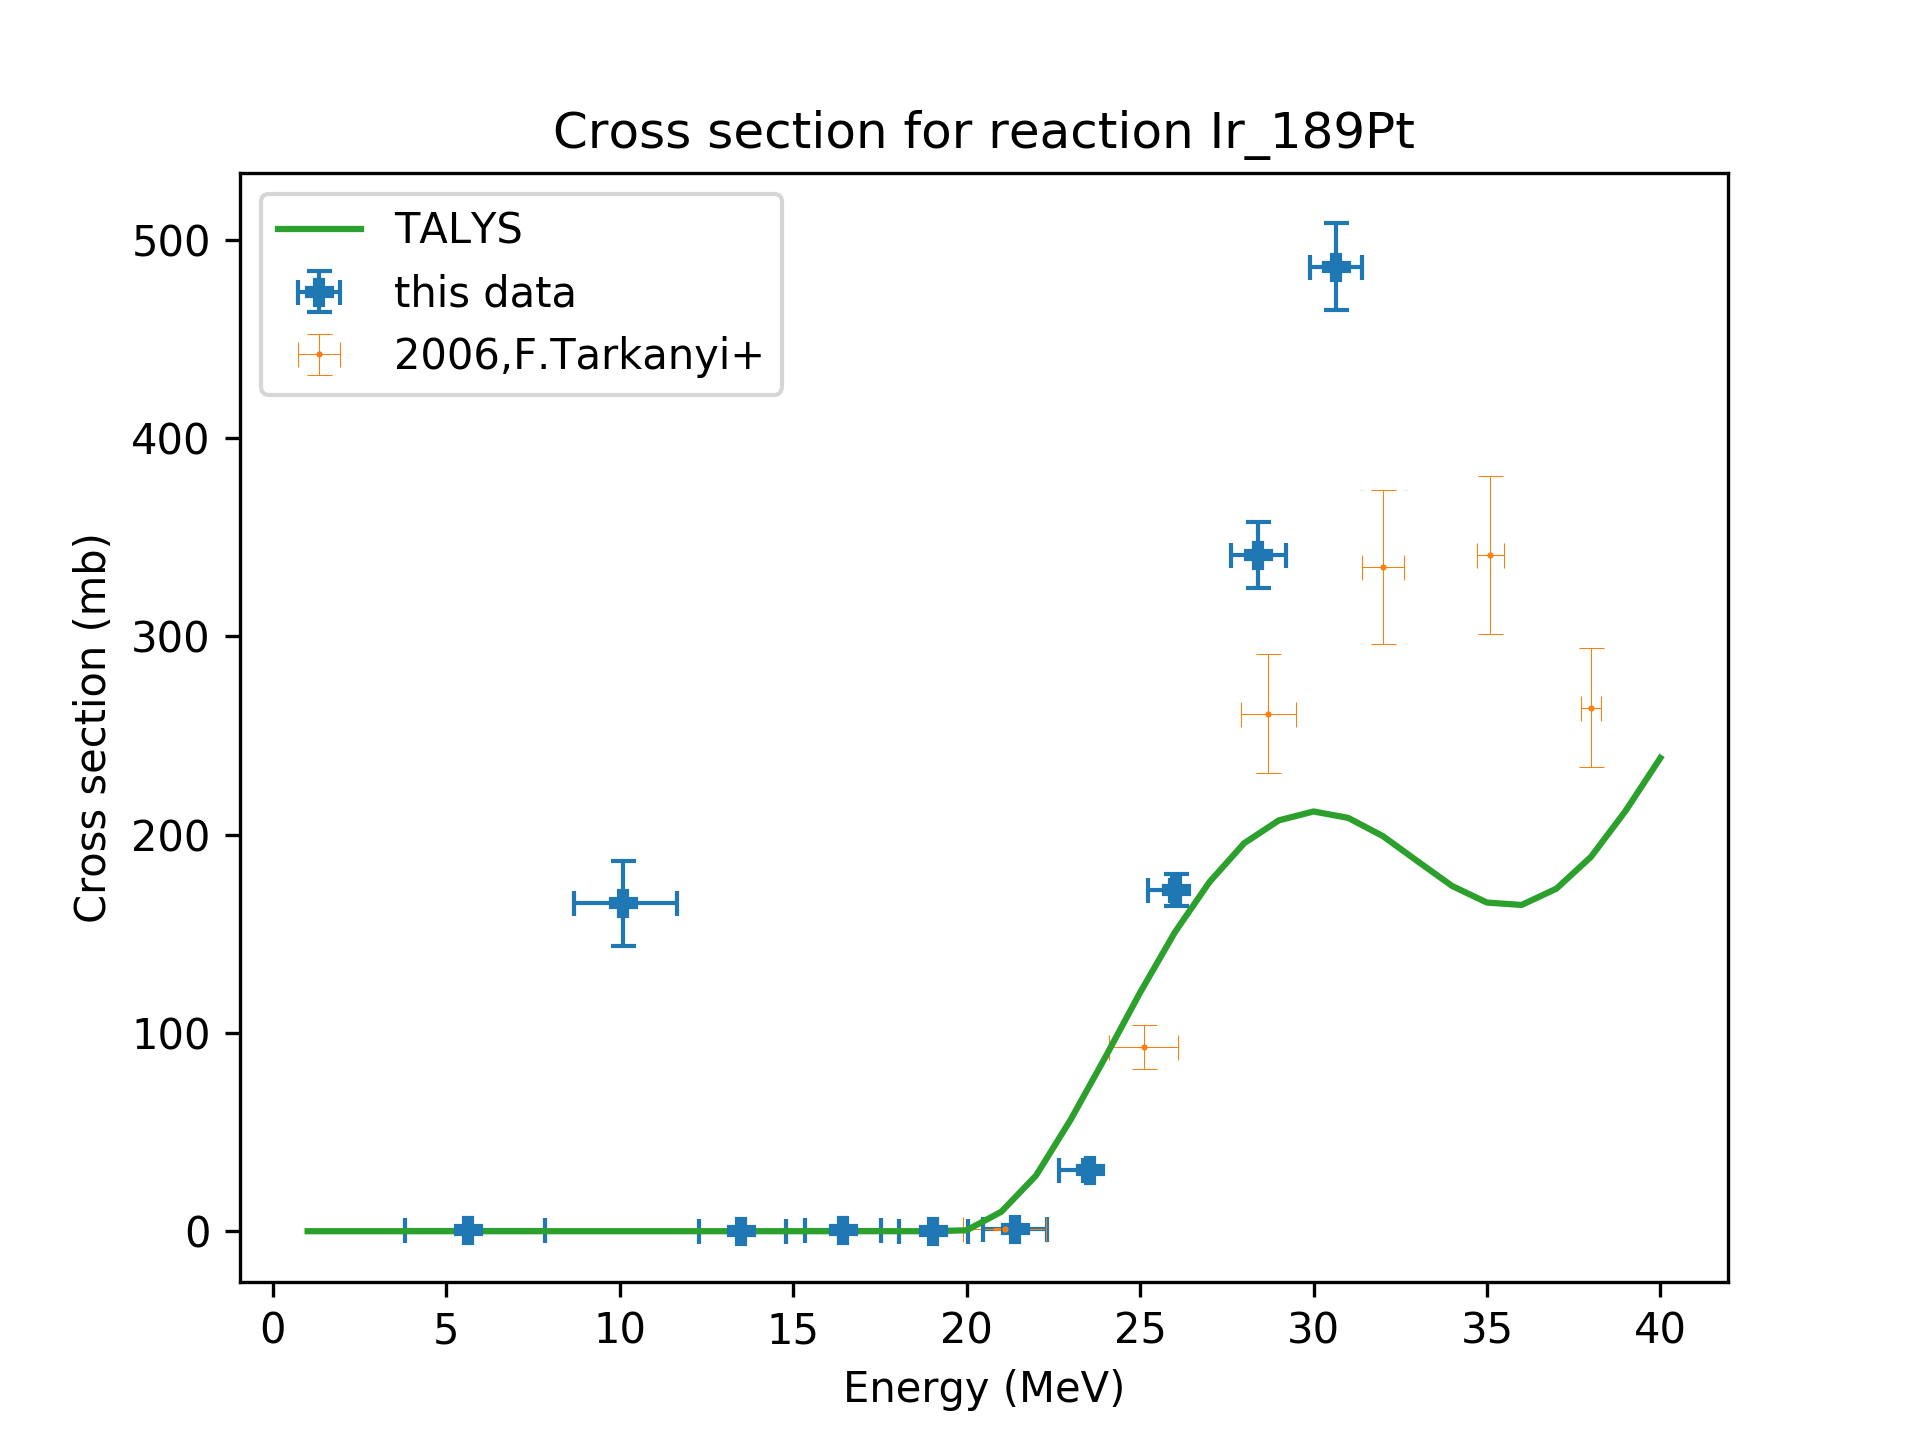 Cross section for reaction Ir_189Pt
TALYS
this data
2006,F.Tarkanyi+
Cross section (mb)
500
400
300
200
100
0
0 5 10 15 20 25 30 35 40
Energy (MeV)